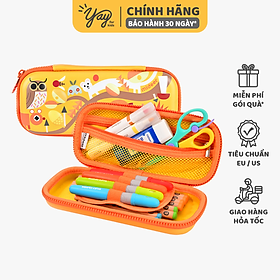 Yay
CHÍNH HÃNG
BẢO HÀNH 30 NGÀY*
MIỄN PHÍ
GÓI QUÀ*
TIÊU CHUẨN
EU / US
GIAO HÀNG
HỎA TỐC